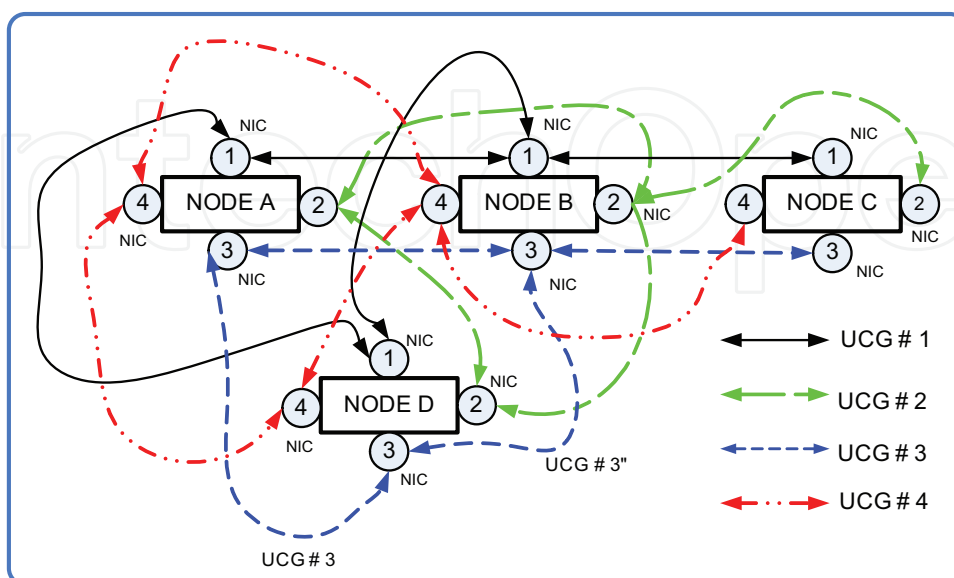 NIC NIC NIC
1 1 1
4 NODE A 2 4 NODE B 2 NIC 4 NODE C 2
NIC 3 NIC 3 NIC 3 NIC
NIC NIC NIC
1 NIC
UCG # 1
NIC
4 NODE D 2
UCG # 2
NIC 3
NIC
UCG # 3"
UCG # 3
UCG # 4
UCG # 3